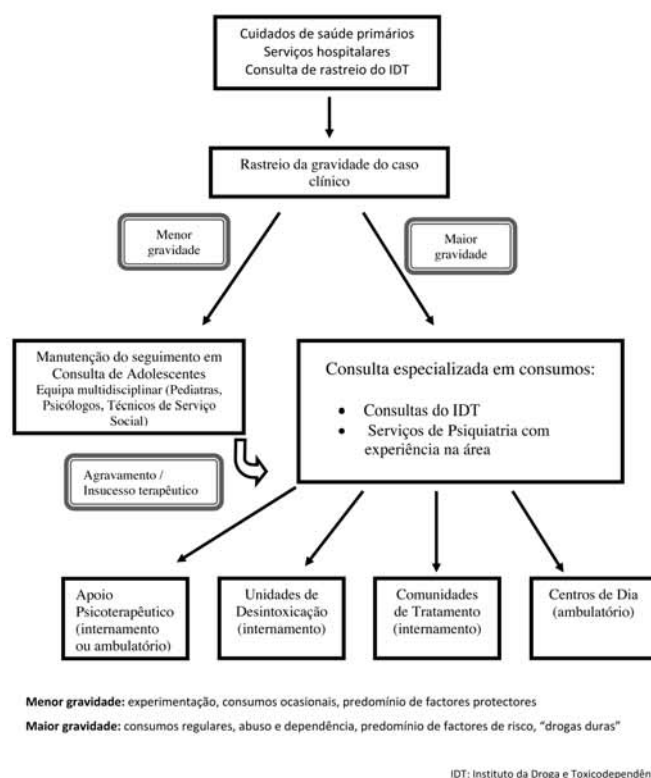 Cuidados de saúde primários
Serviços hospitalares
Consulta de rastreio do IDT
Rastreio da gravidade do caso
clínico
Menor
gravidade
Maior
gravidade
Manutenção do seguimento em
Consulta de Adolescentes
Equipa multidisciplinar (Pediatras,
Psicólogos, Técnicos de Serviço
Social)
Consulta especializada em consumos:
• Consultas do IDT
• Serviços de Psiquiatria com
experiência na área
Agravamento /
Insucesso terapêutico
Apoio
Psicoterapêutico
(internamento
ou ambulatório)
Unidades de
Desintoxicação
(internamento)
Comunidades
de Tratamento
(internamento)
Centros de Dia
(ambulatório)
Menor gravidade: experimentação, consumos ocasionais, predomínio de factores protectores
Maior gravidade: consumos regulares, abuso e dependência, predomínio de factores de risco, “drogas duras”
IDT: Instituto da Droga e Toxicodependên